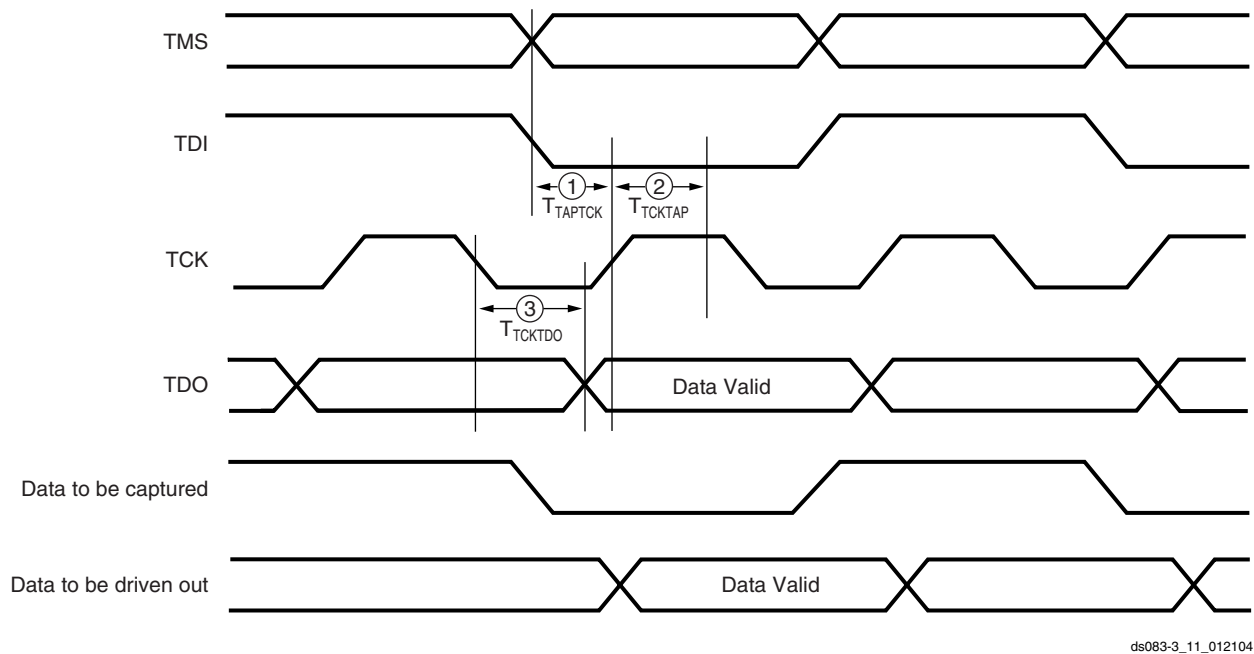 TMS
TDI
① ②
T_TAPTCK T_TCKTAP
TCK
③
T_TCKTDO
TDO Data Valid
Data to be captured
Data to be driven out Data Valid
ds083-3_11_012104